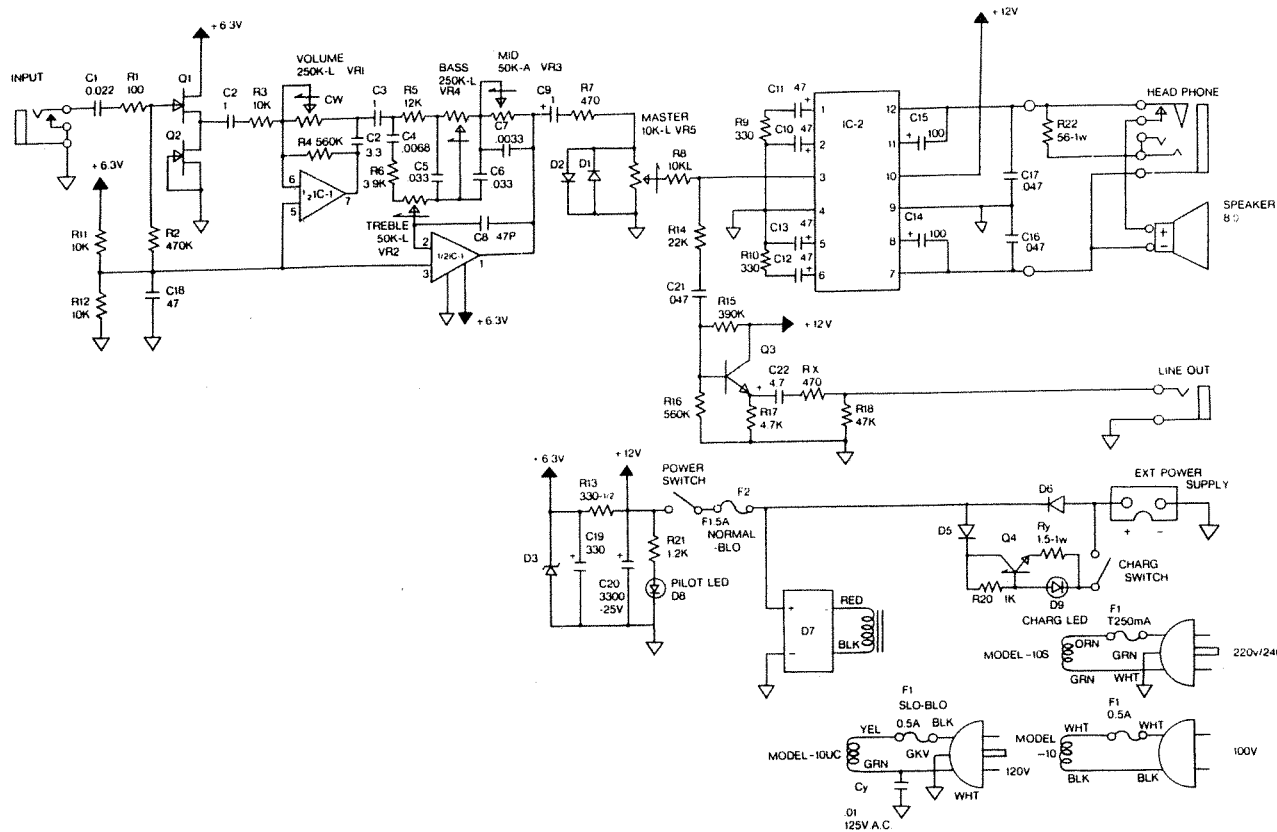 INPUT
C1
0.022
R1
100
Q1
+6.3V
Q2
C2
1
R3
10K
VOLUME
250K-L VR1
CW
R4 560K
C2
3.3
6
5
7
1/2 IC-1
C3
1
R5
12K
C4
.0068
R6
3.9K
C5
.033
BASS
250K-L
VR4
MID
50K-A VR3
C7
.0033
C6
.033
C9
+ 1
R7
470
TREBLE
50K-L
VR2
C8 47P
2
3
1
1/2IC-1
+6.3V
+6.3V
R11
10K
R12
10K
R2
470K
C18
47
MASTER
10K-L VR5
D2
D1
R8
10KL
R14
22K
C21
.047
R15
390K
+12V
Q3
R16
560K
R17
4.7K
C22
+ 4.7
RX
470
R18
47K
LINE OUT
+12V
C11 47
R9
330
C10 47
C13 47
R10
330
C12 47
IC-2
1
2
3
4
5
6
12
11
10
9
8
7
C15
+ 100
C14
+ 100
C17
.047
C16
.047
R22
56-1w
HEAD PHONE
SPEAKER
+
−
+6.3V
+12V
R13
330-1/2
POWER
SWITCH
F2
F1.5A
NORMAL
-BLO
D3
C19
330
C20
3300
-25V
R21
1.2K
PILOT LED
D8
D7
+
−
RED
BLK
D5
D6
Q4
Ry
1.5-1w
R20
1K
D9
CHARG LED
CHARG
SWITCH
EXT POWER
SUPPLY
+ −
MODEL-10S
F1
T250mA
ORN
GRN
GRN
WHT
MODEL-10UC
F1
SLO-BLO
0.5A BLK
YEL
GRN
GKV
WHT
120V
Cy
.01
125V A.C.
MODEL
-10
F1
0.5A
WHT
WHT
BLK
BLK
100V